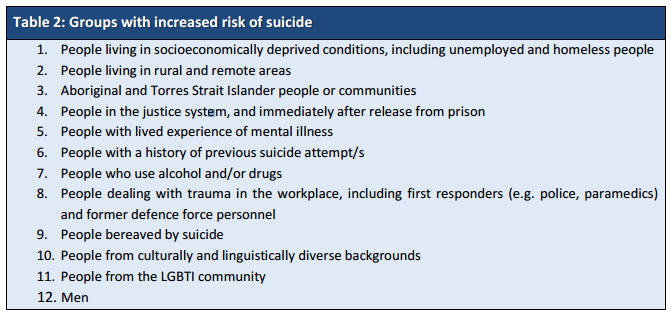 Table 2: Groups with increased risk of suicide
1. People living in socioeconomically deprived conditions, including unemployed and homeless people
2. People living in rural and remote areas
3. Aboriginal and Torres Strait Islander people or communities
4. People in the justice system, and immediately after release from prison
5. People with lived experience of mental illness
6. People with a history of previous suicide attempt/s
7. People who use alcohol and/or drugs
8. People dealing with trauma in the workplace, including first responders (e.g. police, paramedics)
and former defence force personnel
9. People bereaved by suicide
10. People from culturally and linguistically diverse backgrounds
11. People from the LGBTI community
12. Men